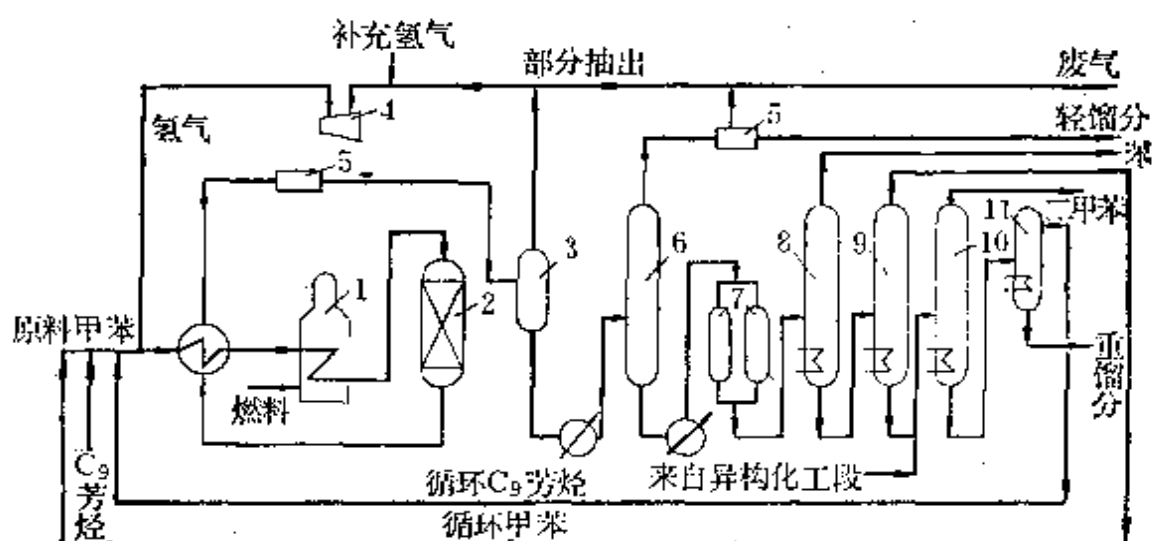 补充氢气
部分抽出
废气
4
氢气
5
轻馏分
苯
5
二甲苯
11
3
6
8
9
10
1
2
7
原料甲苯
重馏分
燃料
C₉芳烃
循环C₉芳烃
来自异构化工段
循环甲苯